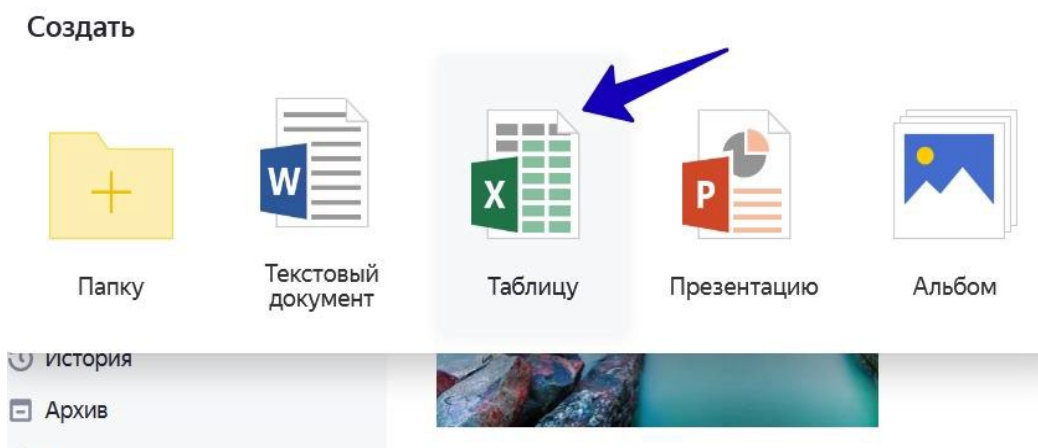 Создать
W
X
P
Папку
Текстовый
документ
Таблицу
Презентацию
Альбом
История
Архив